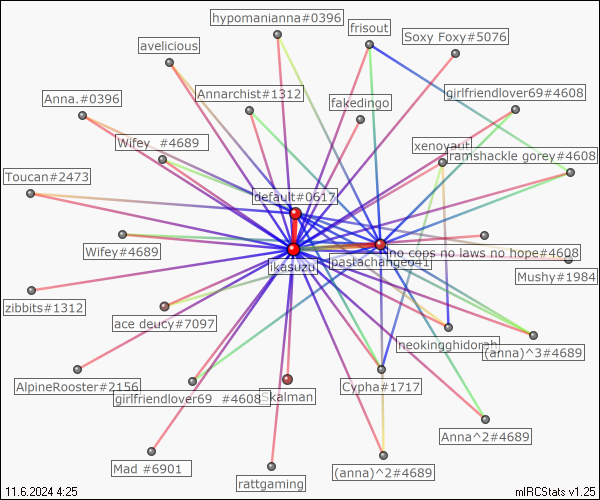 hypomanianna#0396
frisout
Soxy Foxy#5076
avelicious
girlfriendlover69#4608
Annarchist#1312
fakedingo
Anna.#0396
Wifey_ #4689
xenoyaut
ramshackle gorey#4608
Toucan#2473
default#0617
Wifey#4689
no cops no laws no hope#4608
ikasuzu
pastachangeo41
Mushy#1984
zibbits#1312
ace deucy#7097
neokingghidorah
(anna)^3#4689
AlpineRooster#2156
girlfriendlover69 #4608
Skalman
Cypha#1717
Anna^2#4689
Mad #6901
rattgaming
(anna)^2#4689
11.6.2024 4:25
mIRCStats v1.25